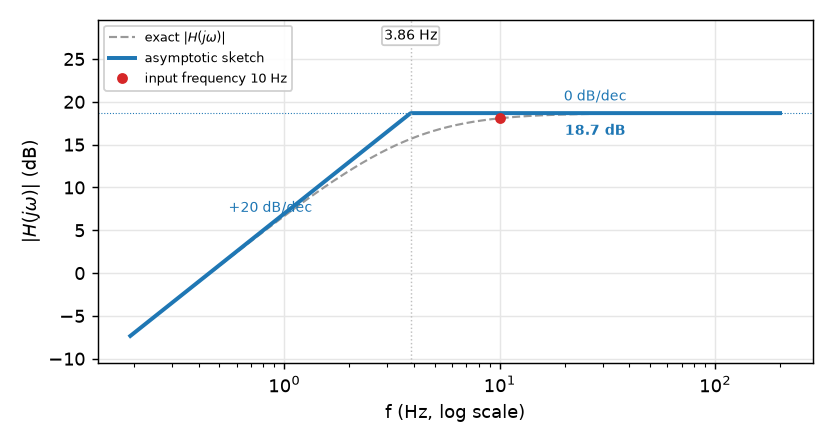 3.86 Hz
exact |H(jω)|
asymptotic sketch
input frequency 10 Hz
0 dB/dec
18.7 dB
+20 dB/dec
|H(jω)| (dB)
25
20
15
10
5
0
−5
−10
10⁰
10¹
10²
f (Hz, log scale)